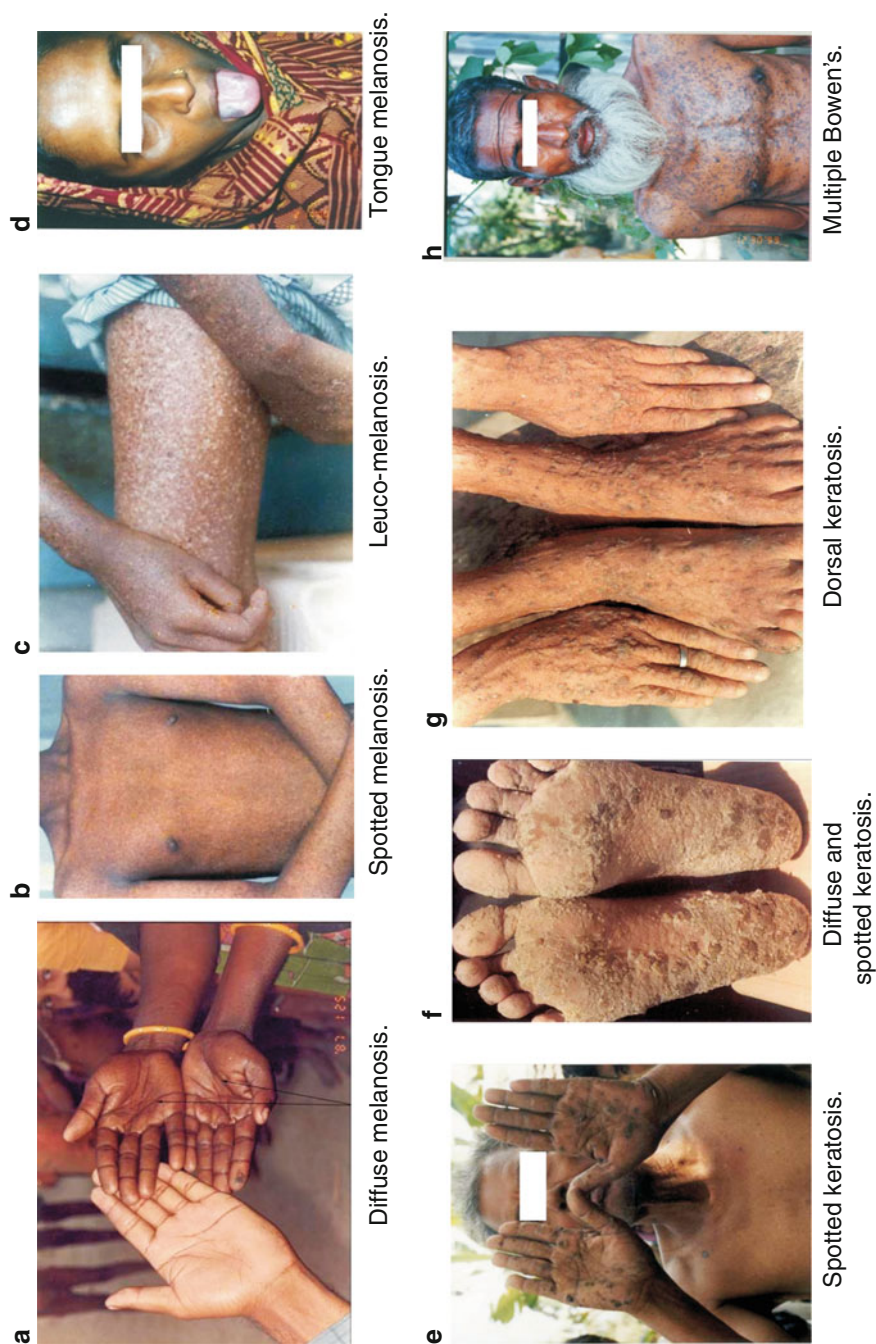 a
Diffuse melanosis.
b
Spotted melanosis.
c
Leuco-melanosis.
d
Tongue melanosis.
e
Spotted keratosis.
f
Diffuse and
spotted keratosis.
g
Dorsal keratosis.
h
Multiple Bowen's.